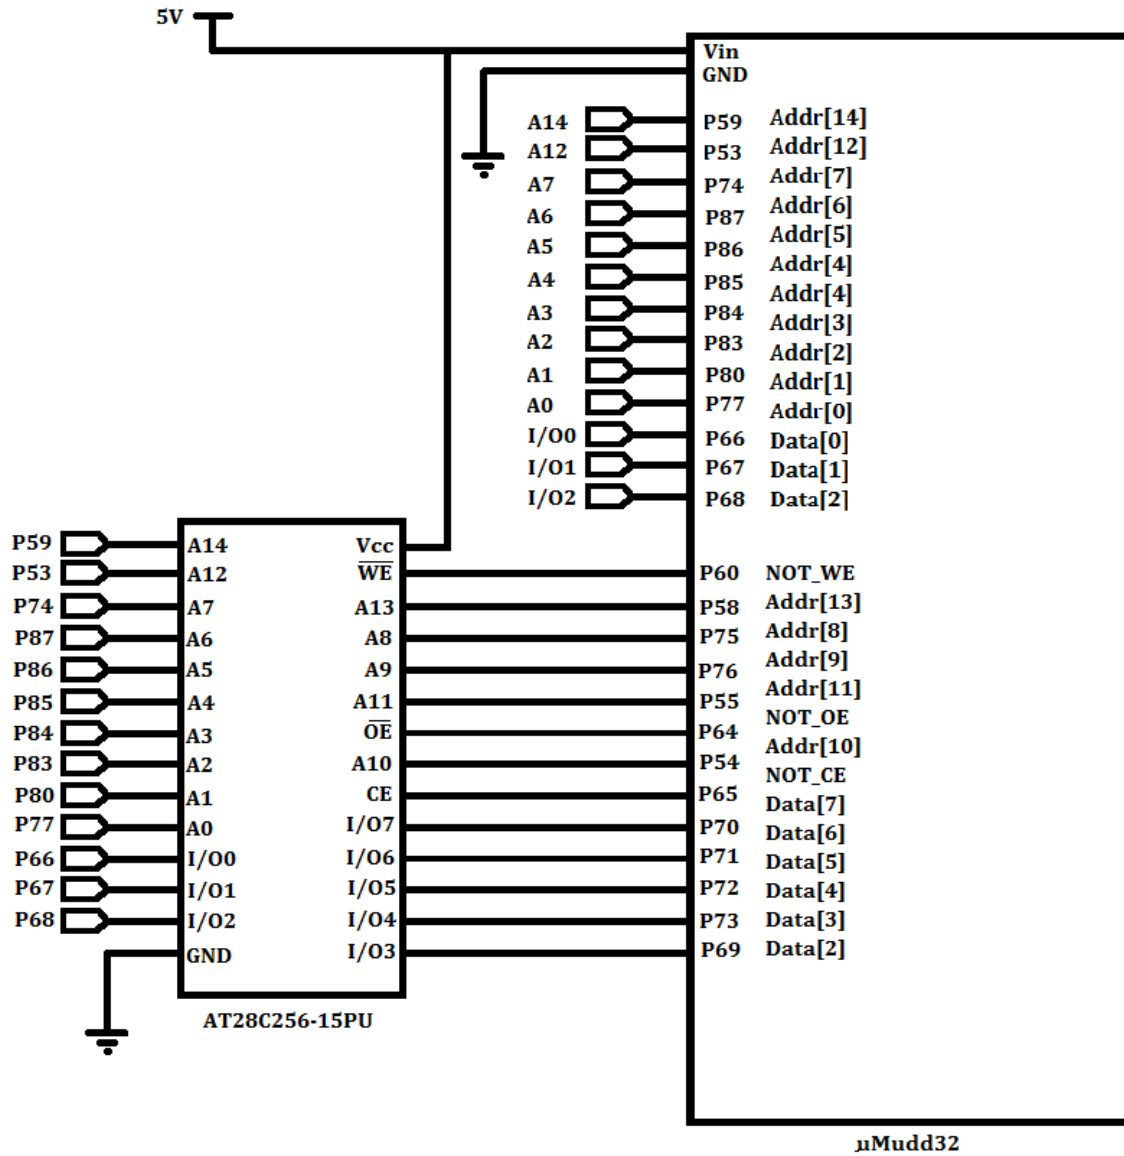 5V
Vin
GND
A14 P59 Addr[14]
A12 P53 Addr[12]
A7 P74 Addr[7]
A6 P87 Addr[6]
A5 P86 Addr[5]
A4 P85 Addr[4]
Addr[4]
A3 P84 Addr[3]
A2 P83 Addr[2]
A1 P80 Addr[1]
A0 P77 Addr[0]
I/O0 P66 Data[0]
I/O1 P67 Data[1]
I/O2 P68 Data[2]
P59 A14 Vcc
P53 A12 WE P60 NOT_WE
P74 A7 A13 P58 Addr[13]
P87 A6 A8 P75 Addr[8]
P86 A5 A9 P76 Addr[9]
P85 A4 A11 P55 Addr[11]
P84 A3 OE P64 NOT_OE
P83 A2 A10 P54 Addr[10]
P80 A1 CE P65 NOT_CE
P77 A0 I/O7 P70 Data[7]
P66 I/O0 I/O6 P71 Data[6]
P67 I/O1 I/O5 P72 Data[5]
P68 I/O2 I/O4 P73 Data[4]
Data[3]
GND I/O3 P69 Data[2]
AT28C256-15PU
μMudd32